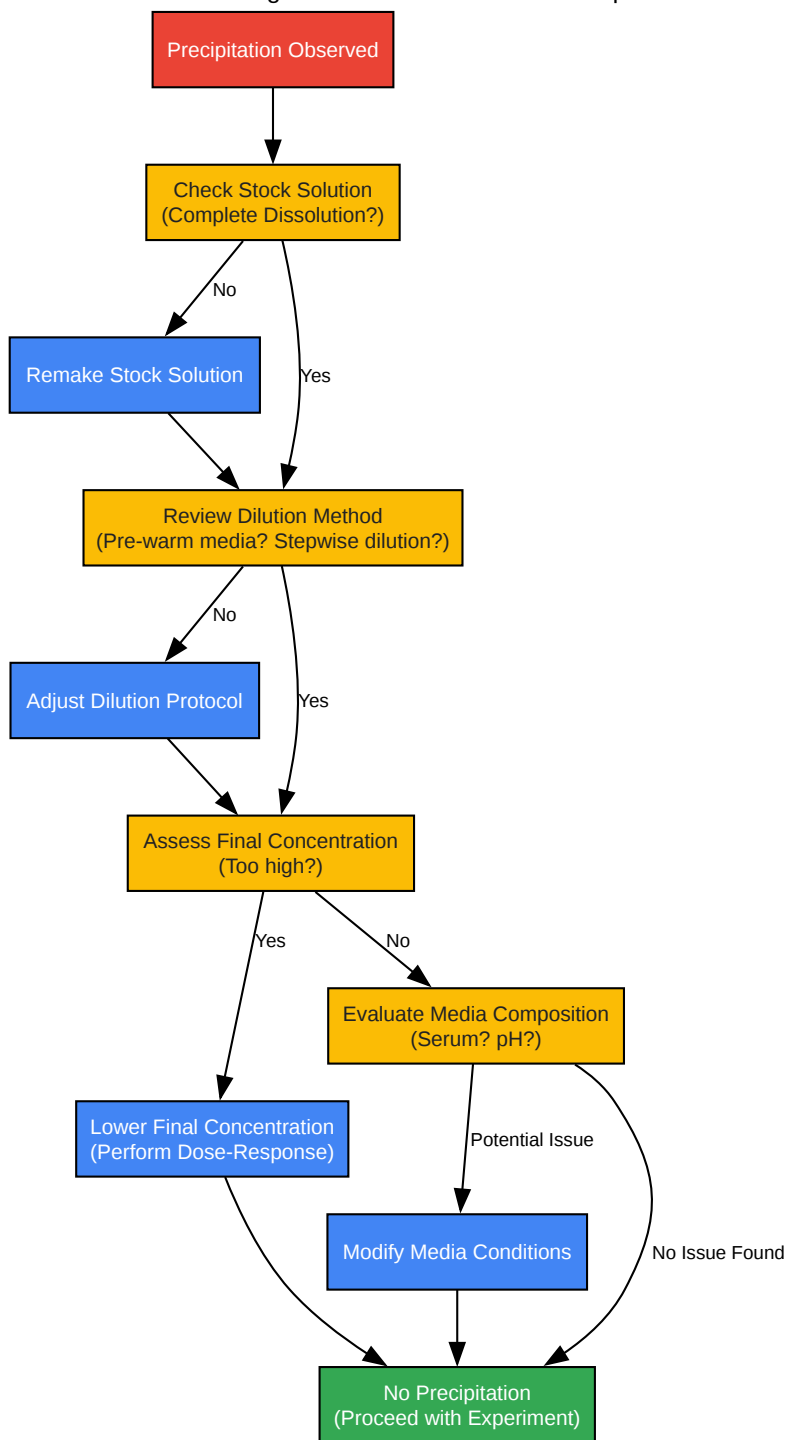 Precipitation Observed
Check Stock Solution
(Complete Dissolution?)
No
Remake Stock Solution
Yes
Review Dilution Method
(Pre-warm media? Stepwise dilution?)
No
Adjust Dilution Protocol
Yes
Assess Final Concentration
(Too high?)
Yes
No
Evaluate Media Composition
(Serum? pH?)
Lower Final Concentration
(Perform Dose-Response)
Potential Issue
Modify Media Conditions
No Issue Found
No Precipitation
(Proceed with Experiment)